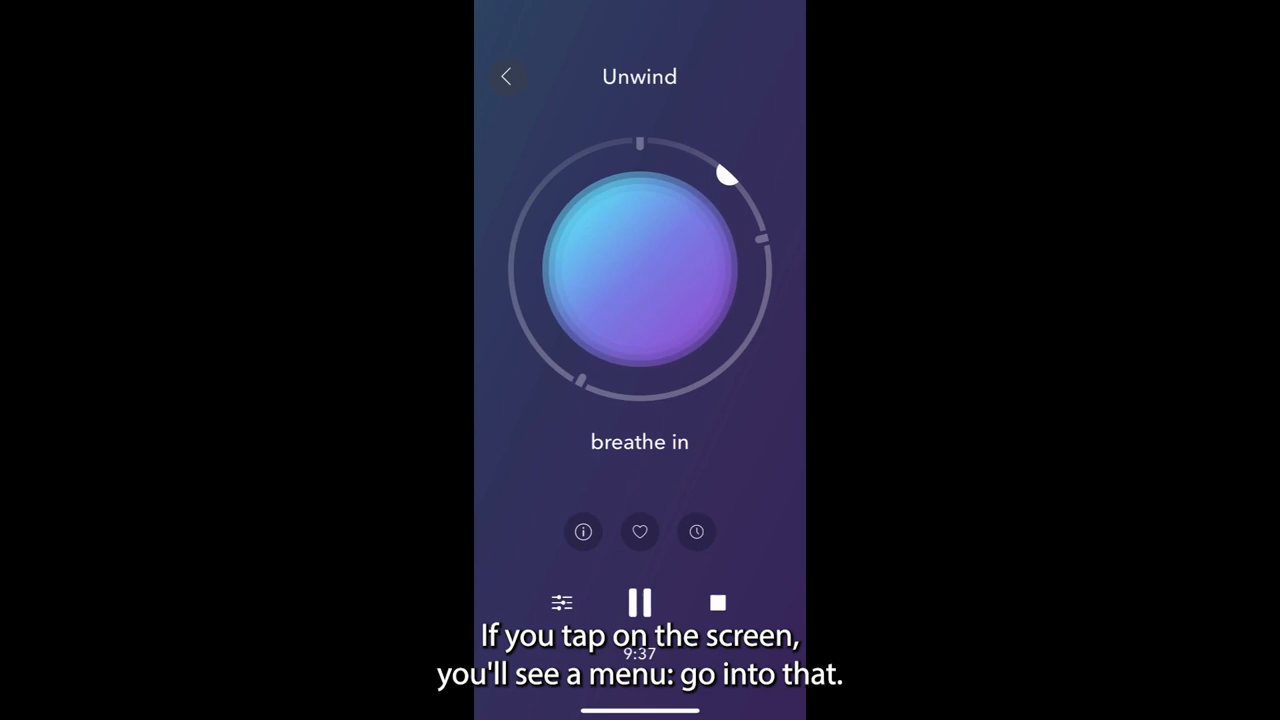 Unwind
breathe in
9:37
If you tap on the screen,
you'll see a menu: go into that.